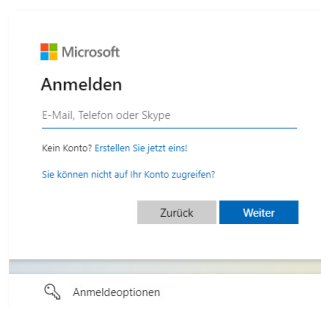 Microsoft
Anmelden
E-Mail, Telefon oder Skype
Kein Konto? Erstellen Sie jetzt eins!
Sie können nicht auf Ihr Konto zugreifen?
Zurück Weiter
Anmeldeoptionen